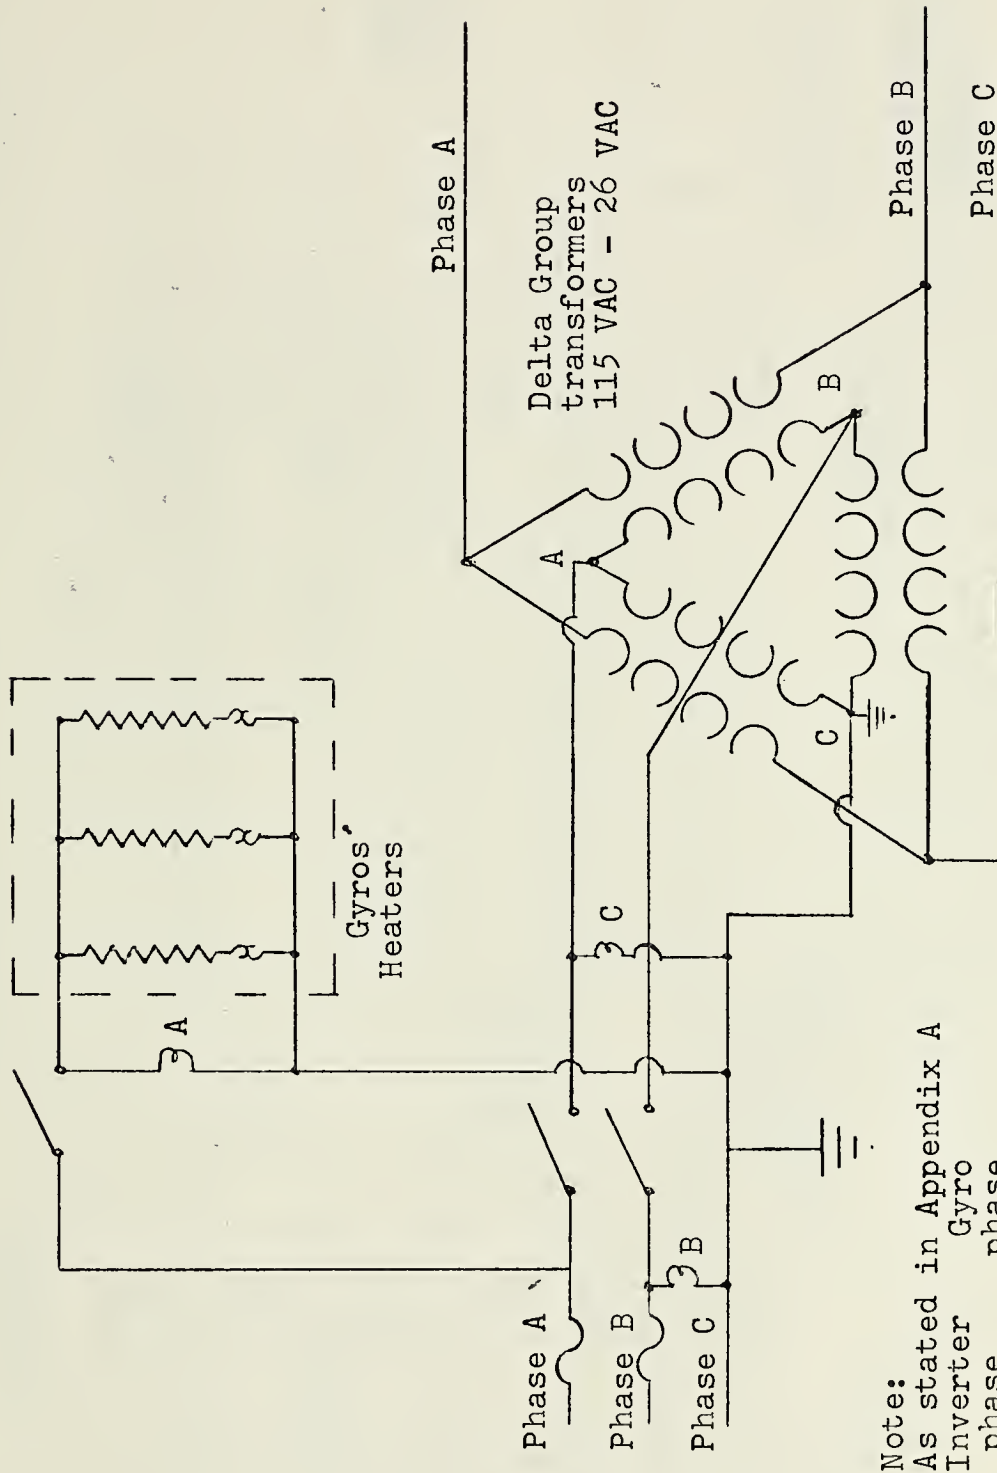 Phase A
Delta Group
transformers
115 VAC - 26 VAC
Phase B
Phase C
A
B
C
Gyros'
Heaters
A
C
B
Phase A
Phase B
Phase C
Note:
As stated in Appendix A
Inverter Gyro
phase phase